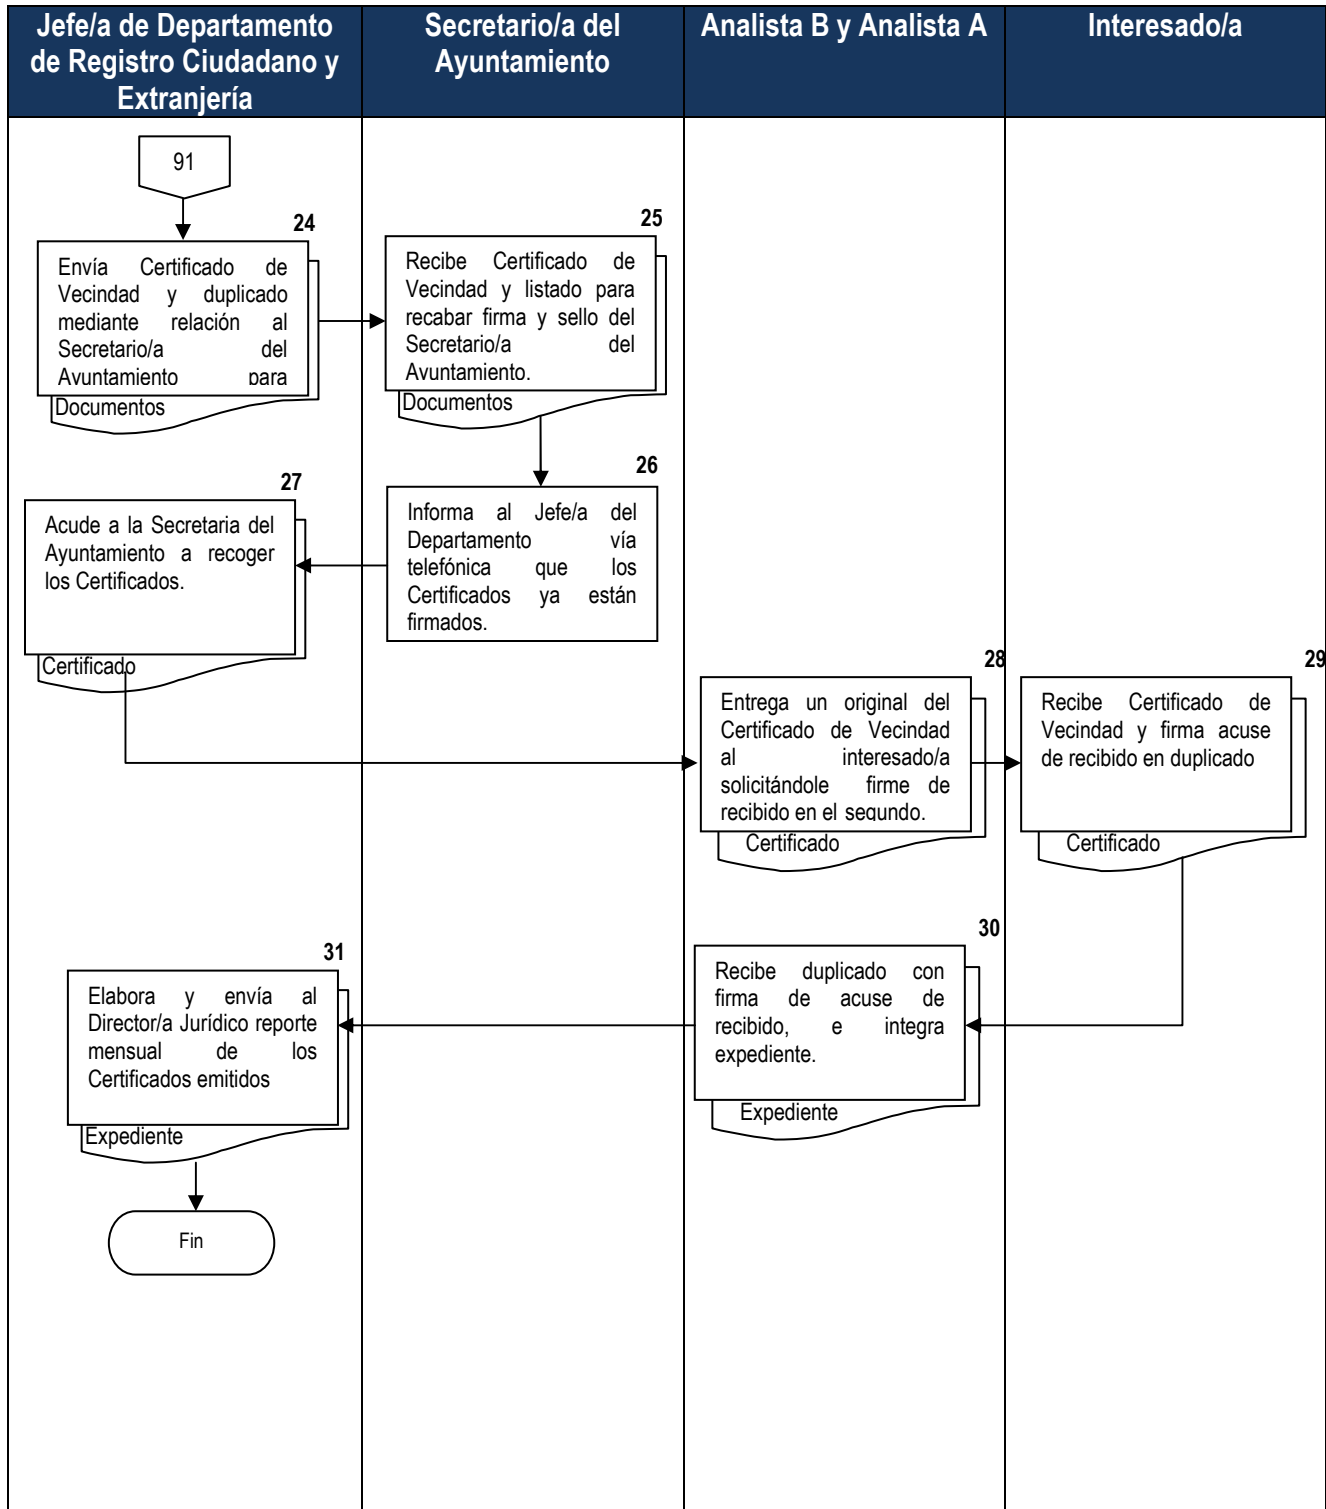 Jefe/a de Departamento
de Registro Ciudadano y
Extranjería
Secretario/a del
Ayuntamiento
Analista B y Analista A
Interesado/a
91
24
Envía Certificado de
Vecindad y duplicado
mediante relación al
Secretario/a del
Ayuntamiento para
Documentos
25
Recibe Certificado de
Vecindad y listado para
recabar firma y sello del
Secretario/a del
Ayuntamiento.
Documentos
26
Informa al Jefe/a del
Departamento vía
telefónica que los
Certificados ya están
firmados.
27
Acude a la Secretaria del
Ayuntamiento a recoger
los Certificados.
Certificado
28
Entrega un original del
Certificado de Vecindad
al interesado/a
solicitándole firme de
recibido en el segundo.
Certificado
29
Recibe Certificado de
Vecindad y firma acuse
de recibido en duplicado
Certificado
30
Recibe duplicado con
firma de acuse de
recibido, e integra
expediente.
Expediente
31
Elabora y envía al
Director/a Jurídico reporte
mensual de los
Certificados emitidos
Expediente
Fin